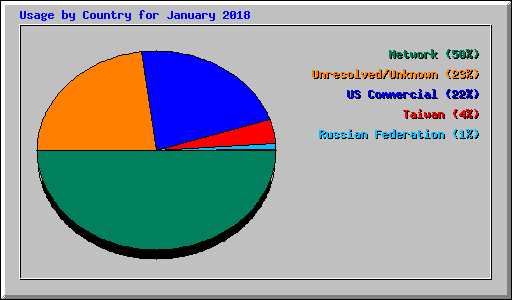 Usage by Country for January 2018
Network (50%)
Unresolved/Unknown (23%)
US Commercial (22%)
Taiwan (4%)
Russian Federation (1%)